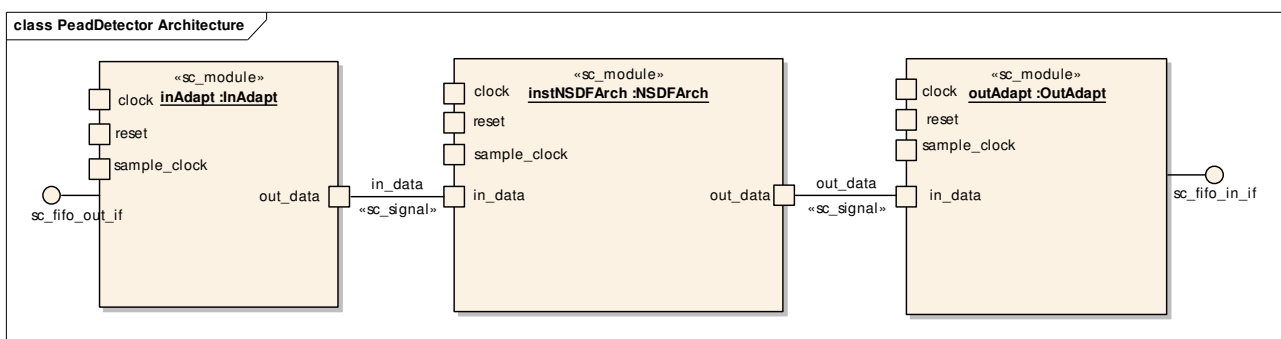 class PeadDetector Architecture
«sc_module»
inAdapt :InAdapt
clock
reset
sample_clock
out_data
sc_fifo_out_if
in_data
«sc_signal»
«sc_module»
instNSDFArch :NSDFArch
clock
reset
sample_clock
in_data
out_data
out_data
«sc_signal»
«sc_module»
outAdapt :OutAdapt
clock
reset
sample_clock
in_data
sc_fifo_in_if